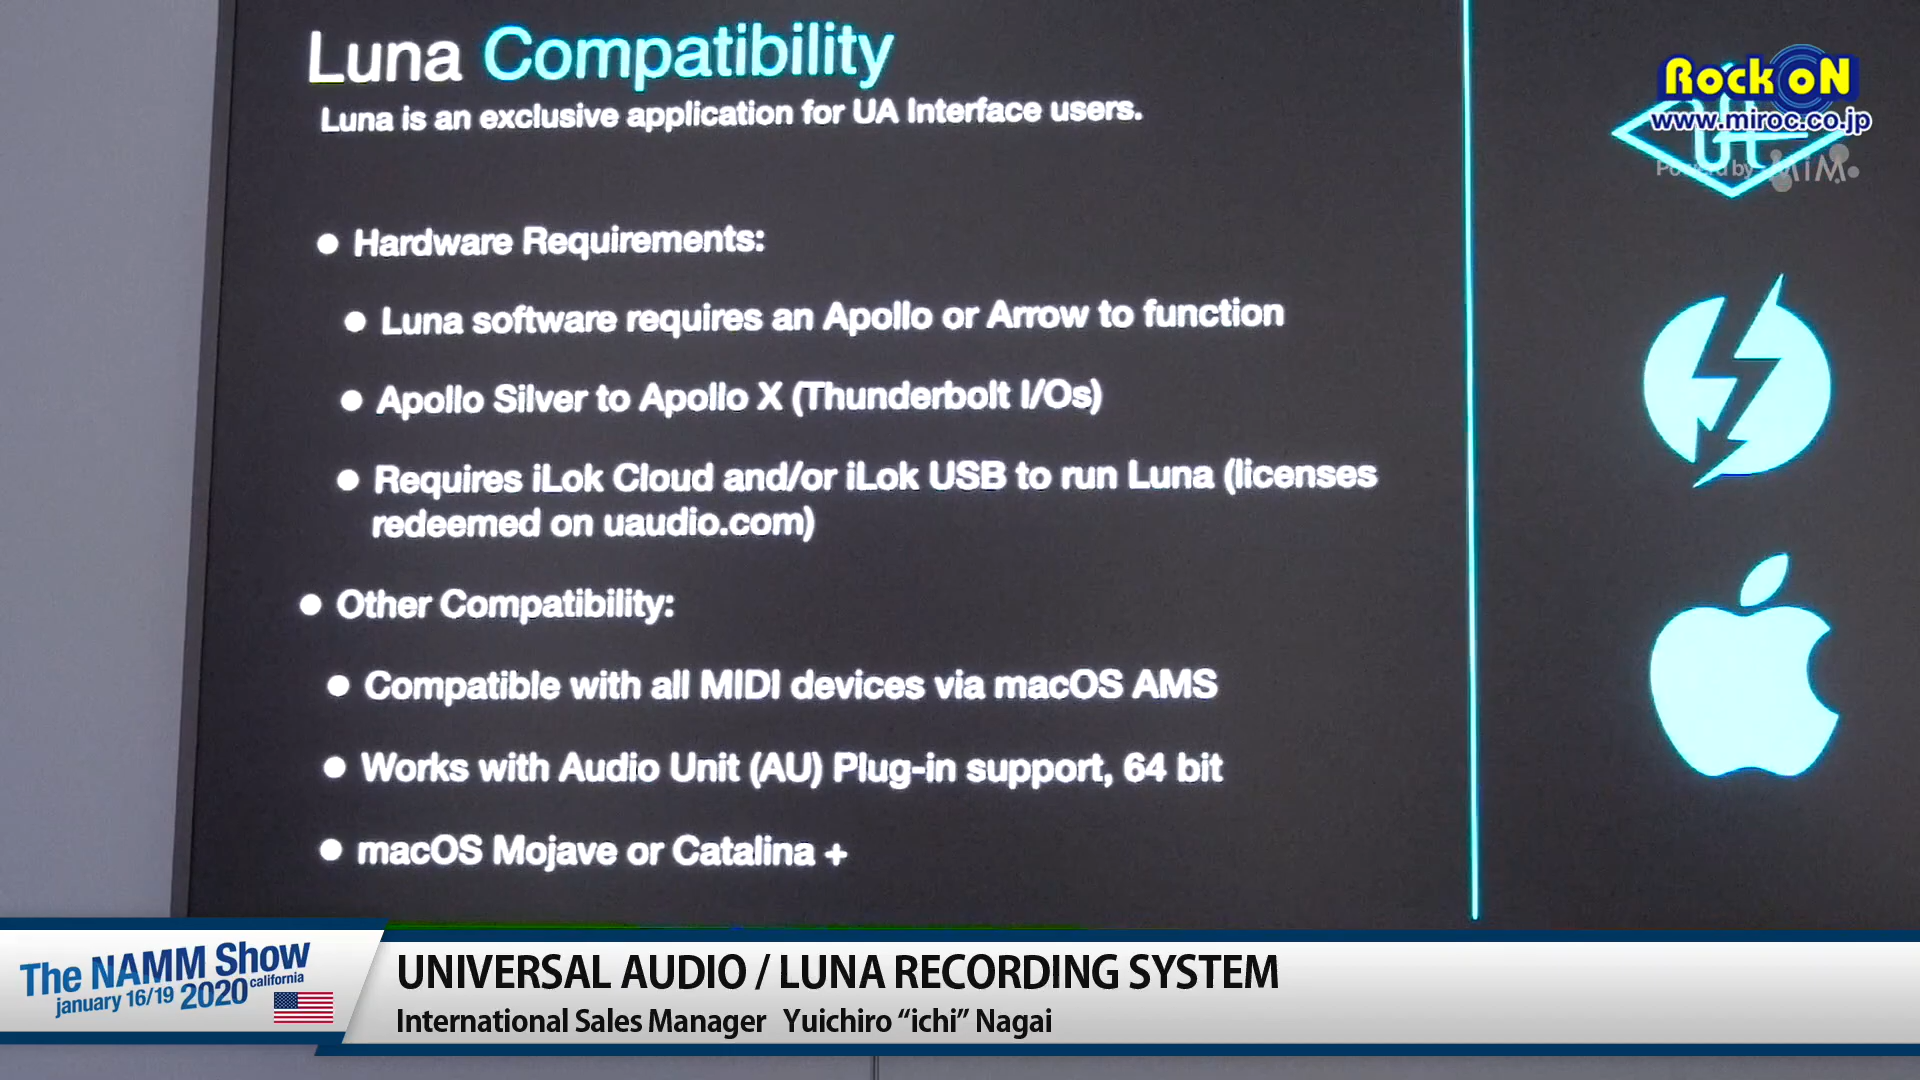 Luna Compatibility
Luna is an exclusive application for UA Interface users.
Hardware Requirements:
Luna software requires an Apollo or Arrow to function
Apollo Silver to Apollo X (Thunderbolt I/Os)
Requires iLok Cloud and/or iLok USB to run Luna (licenses
redeemed on uaudio.com)
Other Compatibility:
Compatible with all MIDI devices via macOS AMS
Works with Audio Unit (AU) Plug-in support, 64 bit
macOS Mojave or Catalina +
Rock oN
www.miroc.co.jp
Powerd by MiM.
UA
The NAMM Show
california
january 16/19 2020
UNIVERSAL AUDIO / LUNA RECORDING SYSTEM
International Sales Manager Yuichiro “ichi” Nagai